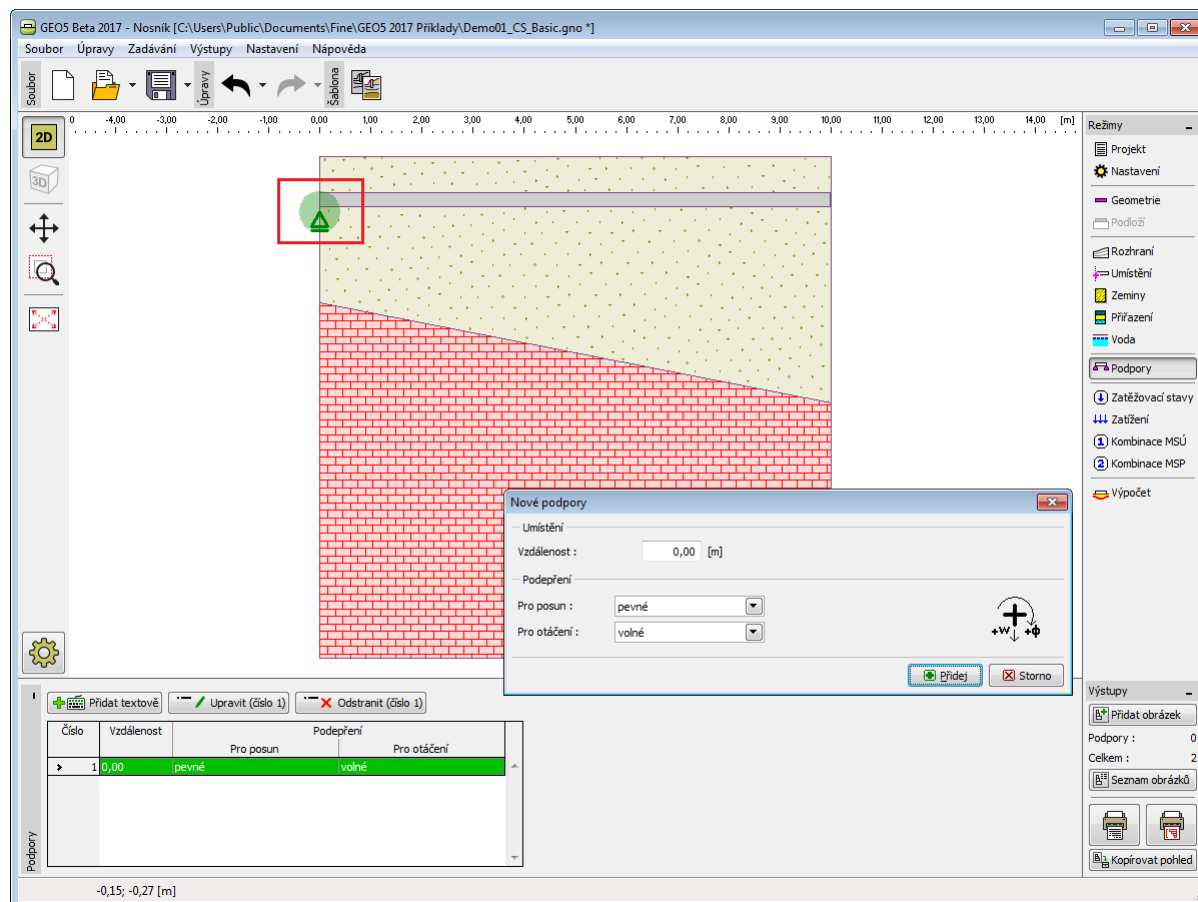 GEO5 Beta 2017 - Nosník [C:\Users\Public\Documents\Fine\GEO5 2017 Příklady\Demo01_CS_Basic.gno *]
Soubor Úpravy Zadávání Výstupy Nastavení Nápověda
Soubor
Úpravy
Šablona
0 -4,00 -3,00 -2,00 -1,00 0,00 1,00 2,00 3,00 4,00 5,00 6,00 7,00 8,00 9,00 10,00 11,00 12,00 13,00 14,00 [m]
2D
3D
Režimy
Projekt
Nastavení
Geometrie
Podloží
Rozhraní
Umístění
Zeminy
Přiřazení
Voda
Podpory
Zatěžovací stavy
Zatížení
1 Kombinace MSÚ
2 Kombinace MSP
Výpočet
Nové podpory
Umístění
Vzdálenost : 0,00 [m]
Podepření
Pro posun : pevné
Pro otáčení : volné
+w +φ
Přidej Storno
Přidat textově Upravit (číslo 1) Odstranit (číslo 1)
Číslo Vzdálenost Podepření
Pro posun Pro otáčení
1 0,00 pevné volné
Podpory
Výstupy
Přidat obrázek
Podpory : 0
Celkem : 2
Seznam obrázků
Kopírovat pohled
-0,15; -0,27 [m]